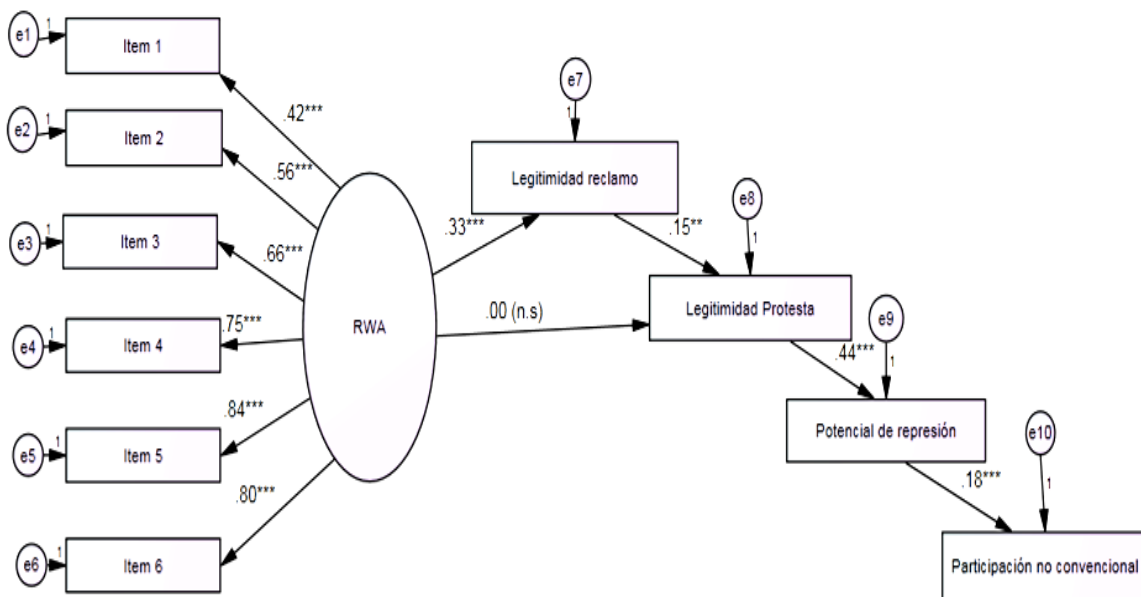 e1
1
Item 1
e2
1
Item 2
e3
1
Item 3
e4
1
Item 4
e5
1
Item 5
e6
1
Item 6
.42***
.56***
.66***
.75***
.84***
.80***
RWA
.33***
.00 (n.s)
e7
1
Legitimidad reclamo
.15**
e8
1
Legitimidad Protesta
.44***
e9
1
Potencial de represión
.18***
e10
1
Participación no convencional